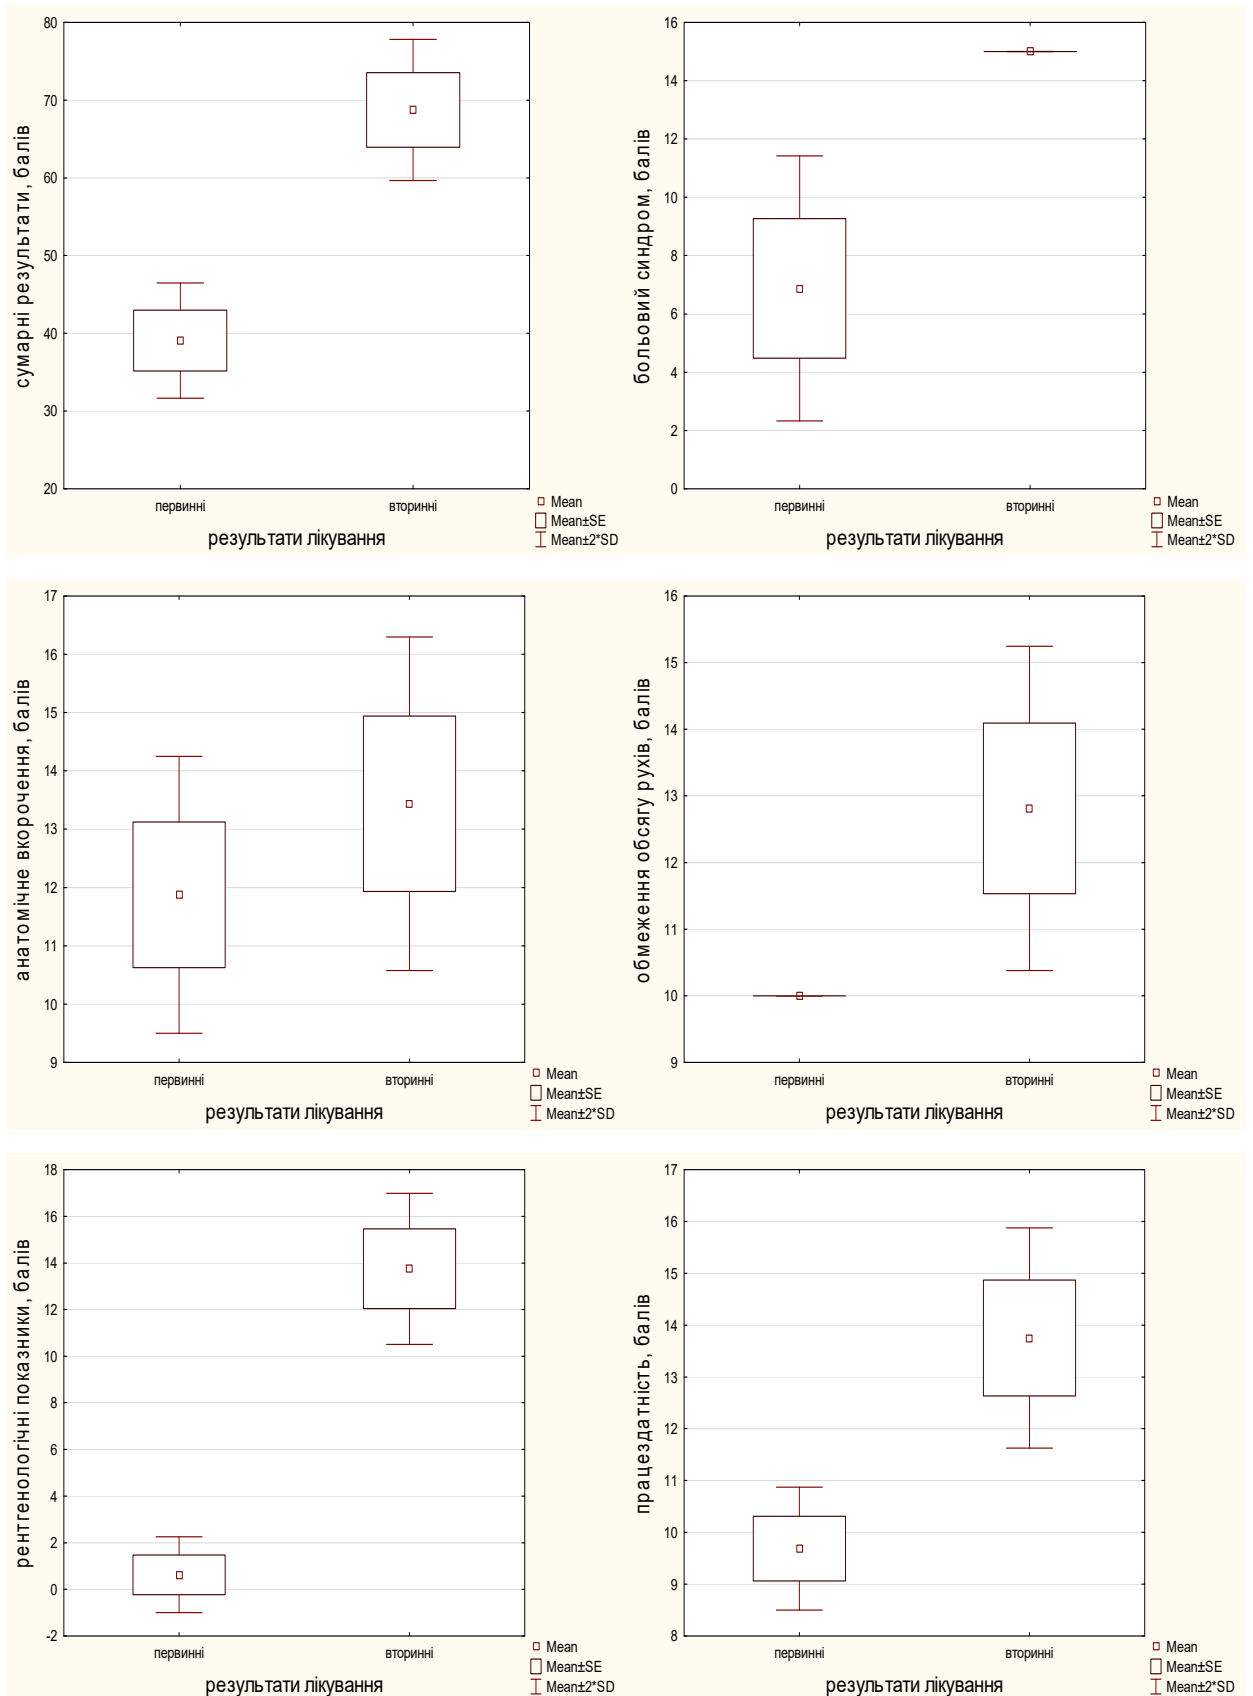 сумарні результати, балів
80
70
60
50
40
30
20
первинні
вторинні
результати лікування
Mean
Mean±SE
Mean±2*SD
больовий синдром, балів
16
14
12
10
8
6
4
2
0
первинні
вторинні
результати лікування
Mean
Mean±SE
Mean±2*SD
анатомічне вкорочення, балів
17
16
15
14
13
12
11
10
9
первинні
вторинні
результати лікування
Mean
Mean±SE
Mean±2*SD
обмеження обсягу рухів, балів
16
15
14
13
12
11
10
9
первинні
вторинні
результати лікування
Mean
Mean±SE
Mean±2*SD
рентгенологічні показники, балів
18
16
14
12
10
8
6
4
2
0
-2
первинні
вторинні
результати лікування
Mean
Mean±SE
Mean±2*SD
працездатність, балів
17
16
15
14
13
12
11
10
9
8
первинні
вторинні
результати лікування
Mean
Mean±SE
Mean±2*SD